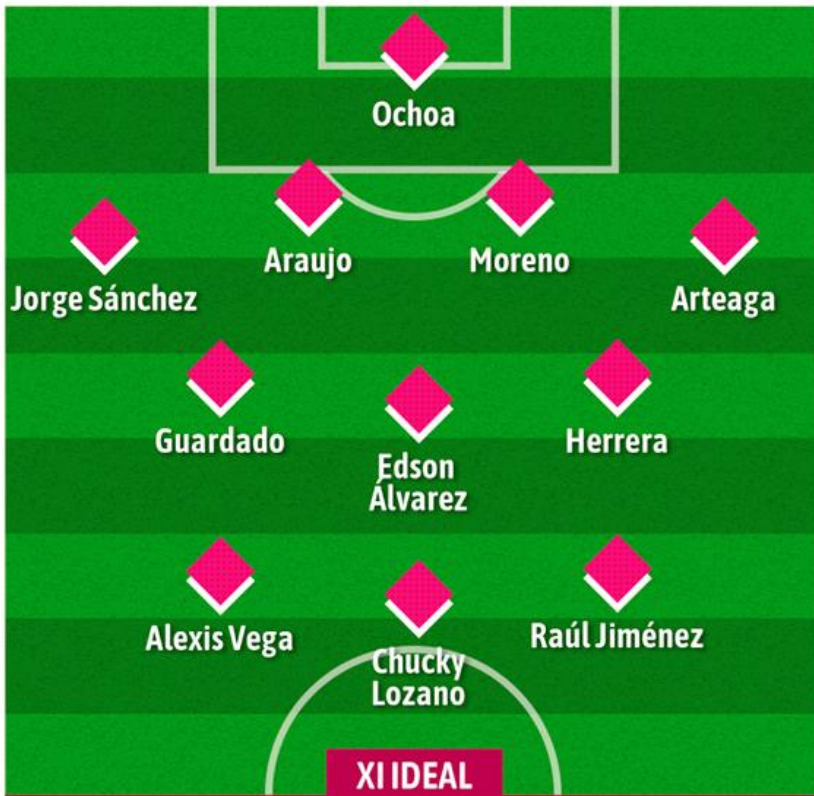 Ochoa
Araujo
Moreno
Jorge Sánchez
Arteaga
Guardado
Edson
Álvarez
Herrera
Alexis Vega
Chucky
Lozano
Raúl Jiménez
XI IDEAL